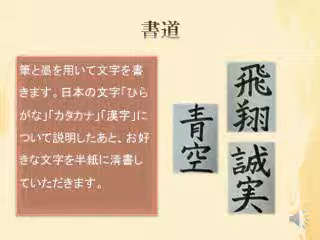 書道
筆と墨を用いて文字を書
きます。日本の文字「ひら
がな」「カタカナ」「漢字」に
ついて説明したあと、お好
きな文字を半紙に清書し
ていただきます。
飛翔
青空
誠実